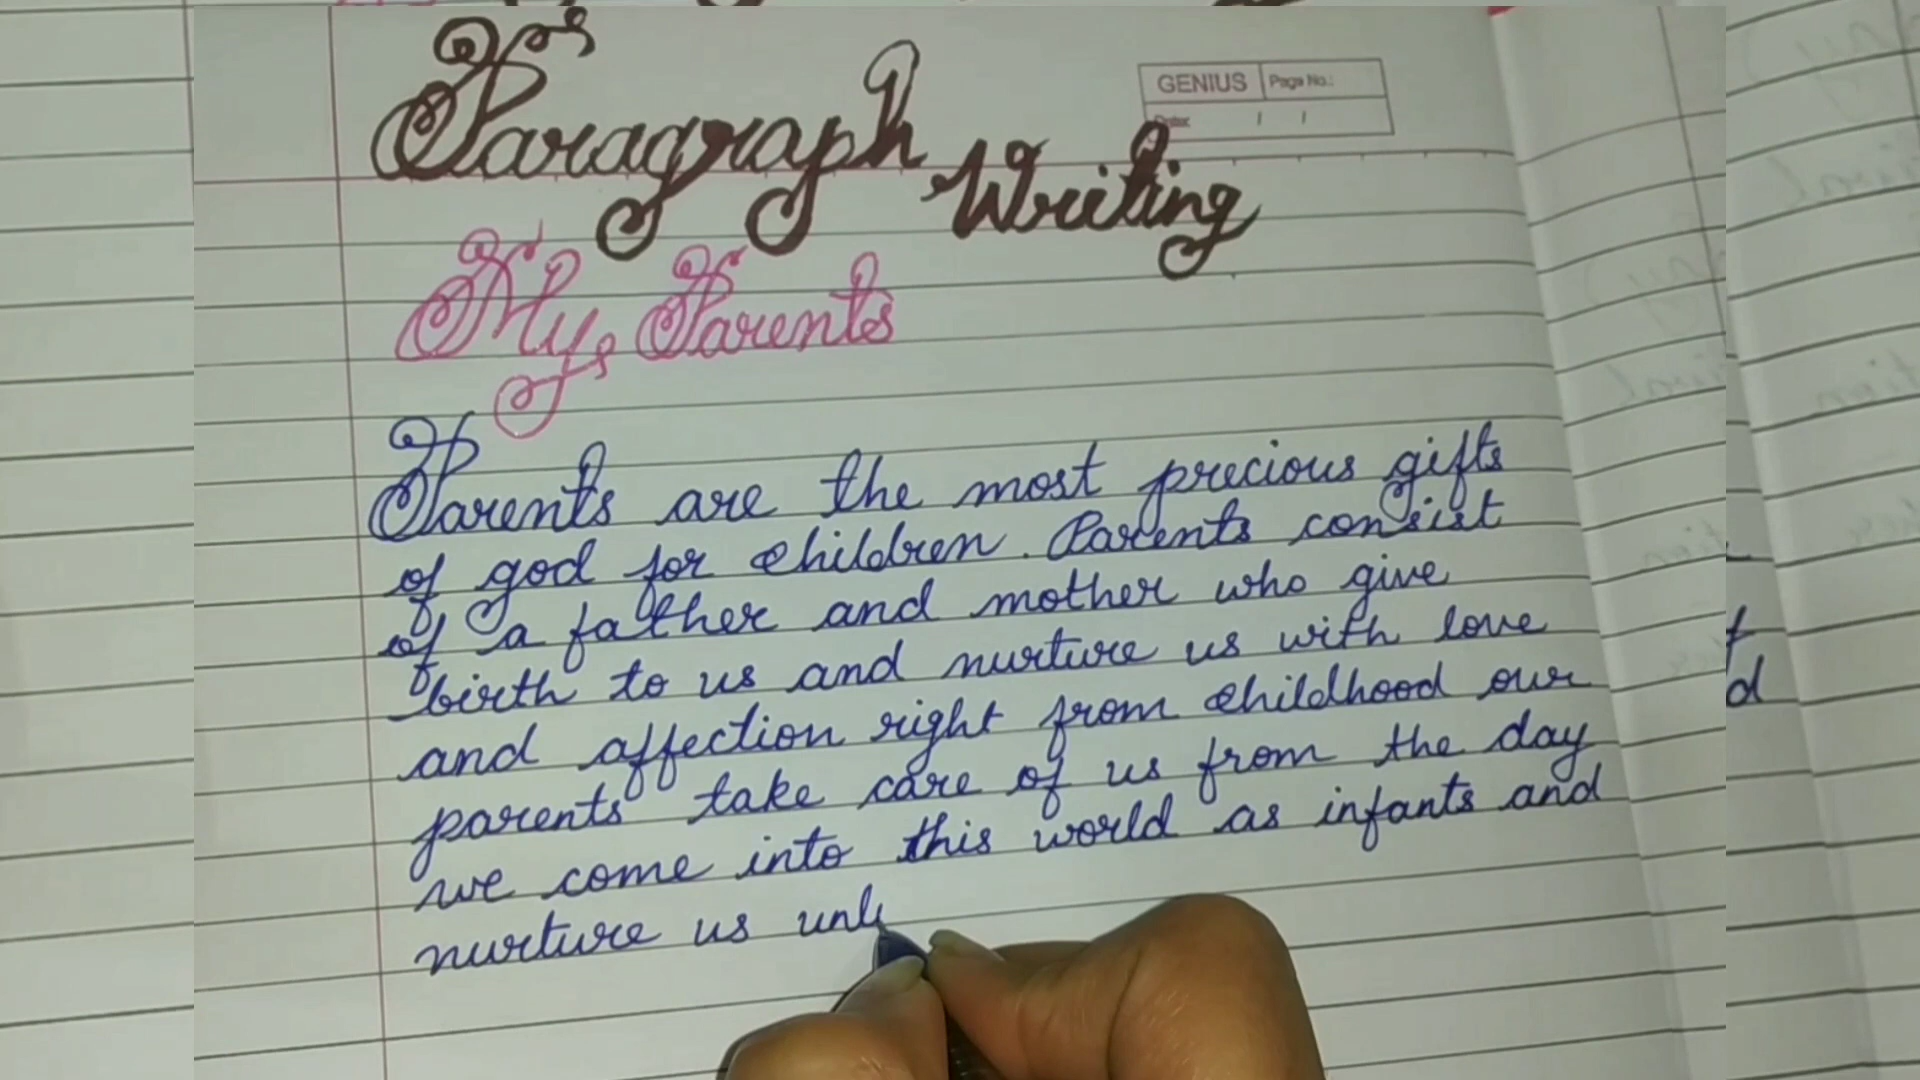 Paragraph Writing
GENIUS Page No.:
Date: / /
My Parents
Parents are the most precious gifts
of god for children. Parents consist
of a father and mother who give
birth to us and nurture us with love
and affection right from childhood our
parents take care of us from the day
we come into this world as infants and
nurture us unl